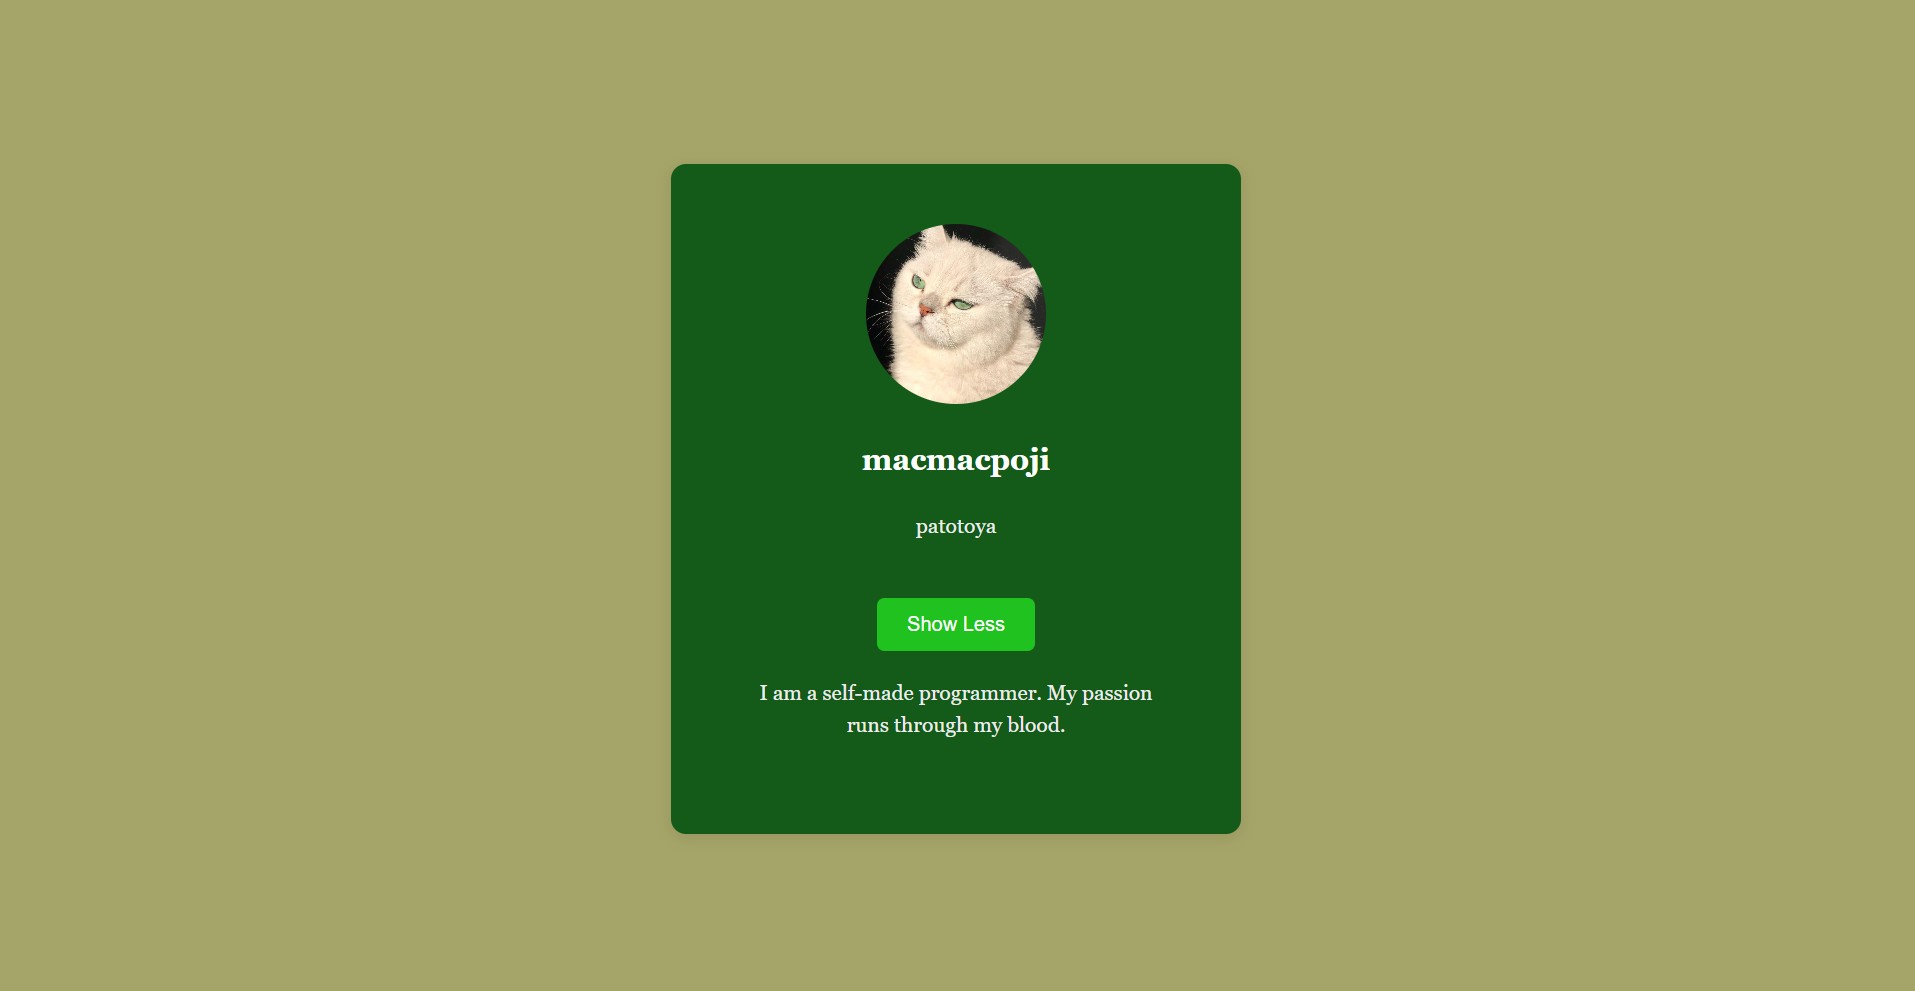 macmacpoji
patotoya
Show Less
I am a self-made programmer. My passion
runs through my blood.